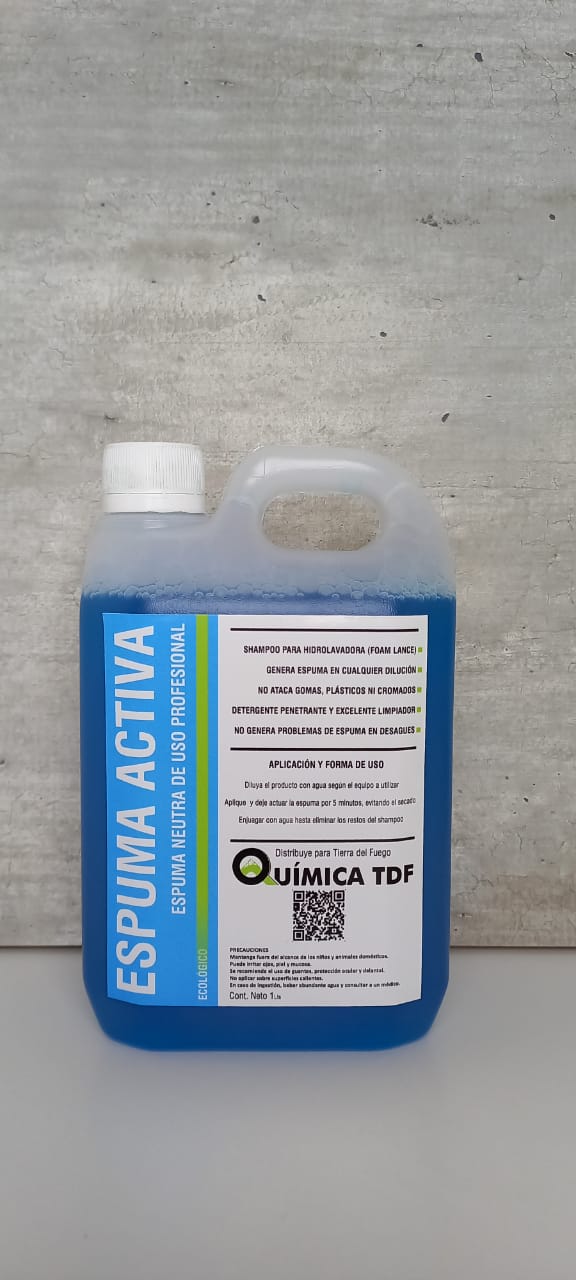 ESPUMA ACTIVA
ESPUMA NEUTRA DE USO PROFESIONAL
ECOLÓGICO
SHAMPOO PARA HIDROLAVADORA (FOAM LANCE)
GENERA ESPUMA EN CUALQUIER DILUCIÓN
NO ATACA GOMAS, PLÁSTICOS NI CROMADOS
DETERGENTE PENETRANTE Y EXCELENTE LIMPIADOR
NO GENERA PROBLEMAS DE ESPUMA EN DESAGUES
APLICACIÓN Y FORMA DE USO
Diluya el producto con agua según el equipo a utilizar
Aplique y deje actuar la espuma por 5 minutos, evitando el secado
Enjuagar con agua hasta eliminar los restos del shampoo
Distribuye para Tierra del Fuego
QUÍMICA TDF
PRECAUCIONES
Mantenga fuera del alcance de los niños y animales domésticos.
Puede irritar ojos, piel y mucosa.
Se recomienda el uso de guantes, protección ocular y delantal.
No aplicar sobre superficies calientes.
En caso de ingestión, beber abundante agua y consultar a un médico.
Cont. Neto 1 Lts